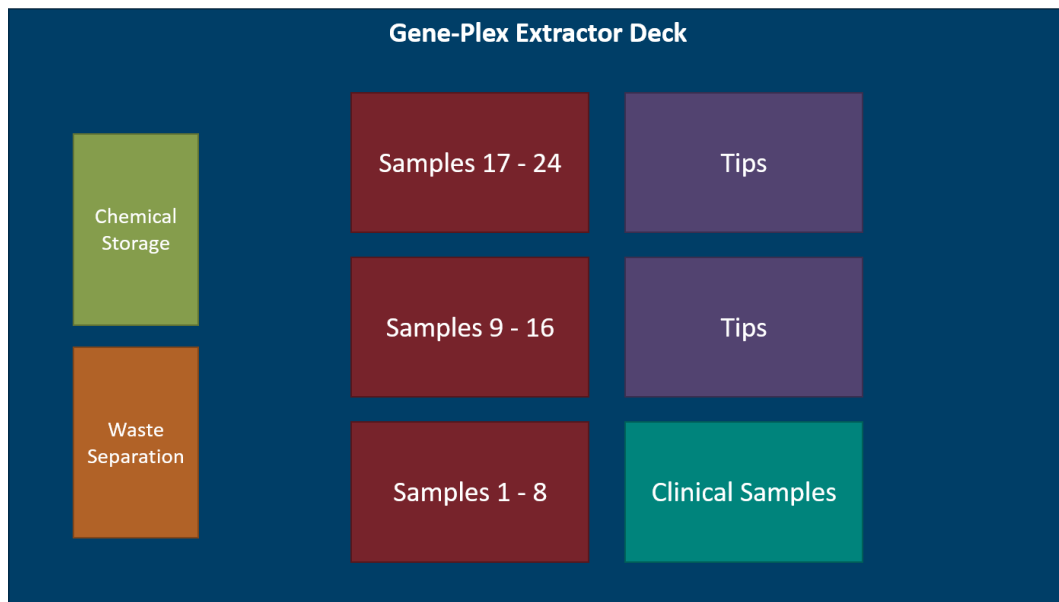 Gene-Plex Extractor Deck
Chemical
Storage
Waste
Separation
Samples 17 - 24
Tips
Samples 9 - 16
Tips
Samples 1 - 8
Clinical Samples